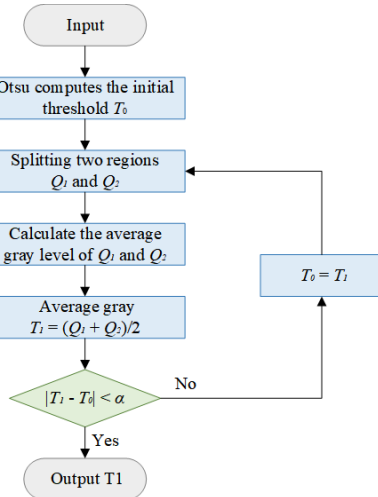 Input
Otsu computes the initial
threshold T₀
Splitting two regions
Q₁ and Q₂
Calculate the average
gray level of Q₁ and Q₂
Average gray
T₁ = (Q₁ + Q₂)/2
T₀ = T₁
|T₁ - T₀| < α
No
Yes
Output T1